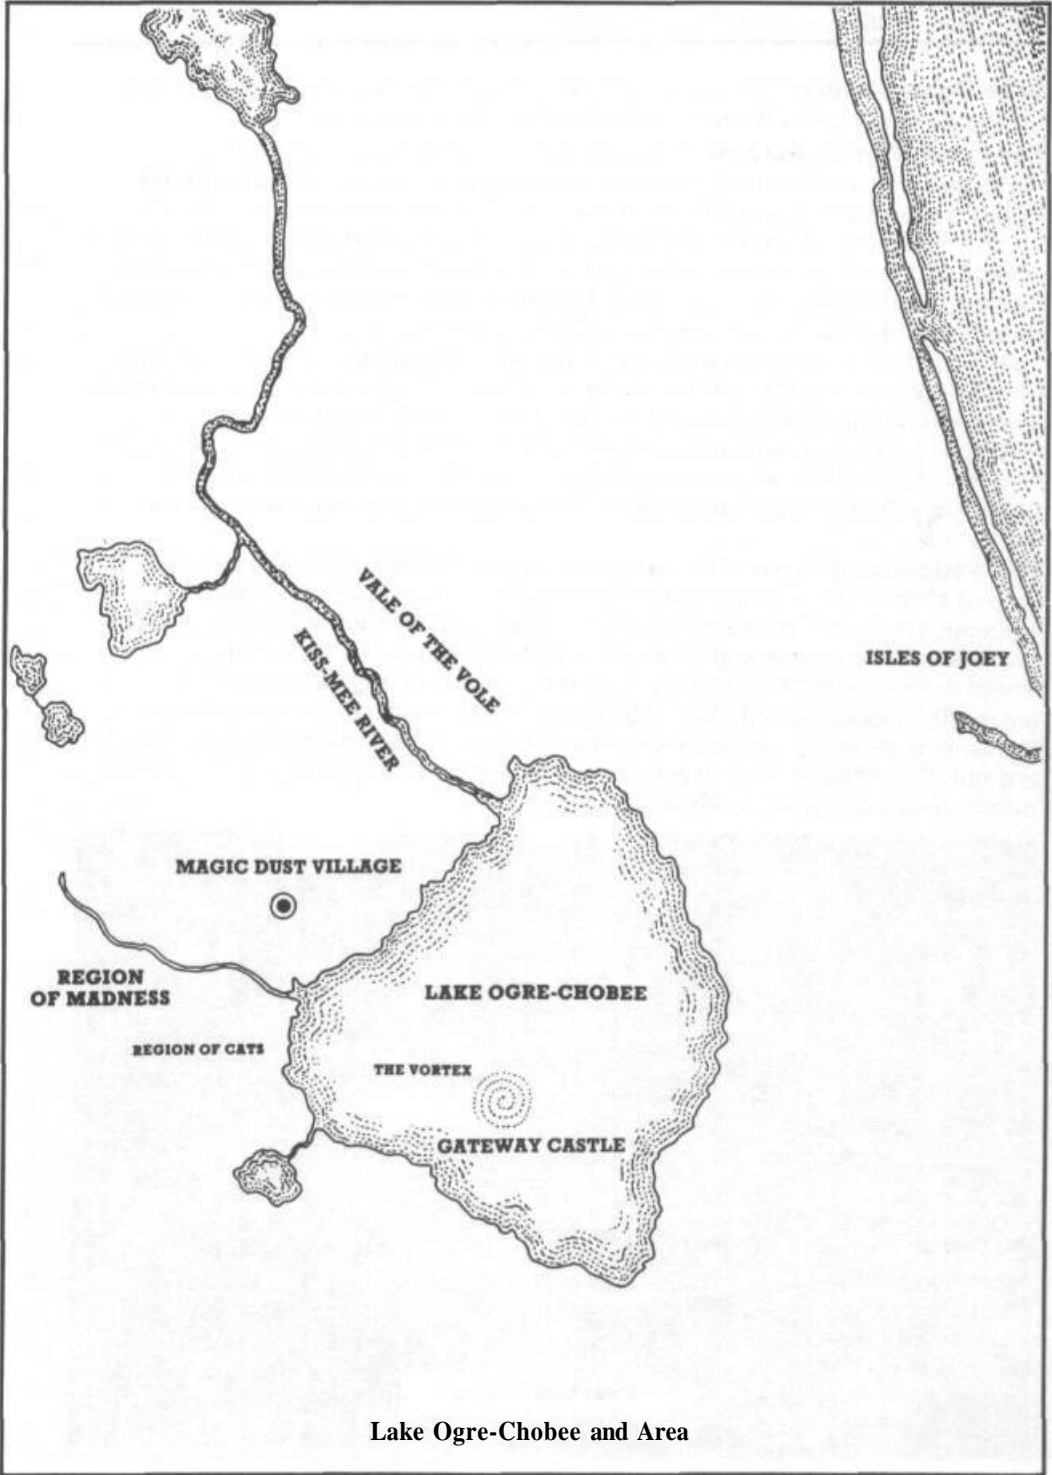 VALE OF THE VOLE
KISS-MEE RIVER
ISLES OF JOEY
MAGIC DUST VILLAGE
REGION
OF MADNESS
LAKE OGRE-CHOBEE
REGION OF CATS
THE VORTEX
GATEWAY CASTLE
Lake Ogre-Chobee and Area